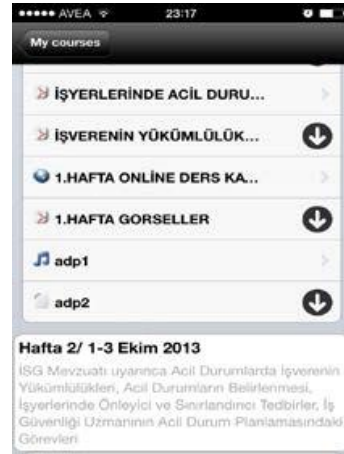 AVEA 23:17
My courses
İŞYERLERİNDE ACİL DURU...
İŞVERENİN YÜKÜMLÜLÜK...
1.HAFTA ONLİNE DERS KA...
1.HAFTA GORSELLER
adp1
adp2
Hafta 2/ 1-3 Ekim 2013
İSG Mevzuatı uyarınca Acil Durumlarda İşverenin
Yükümlülükleri, Acil Durumların Belirlenmesi,
İşyerlerinde Önleyici ve Sınırlandırıcı Tedbirler, İş
Güvenliği Uzmanının Acil Durum Planlamasındaki
Görevleri